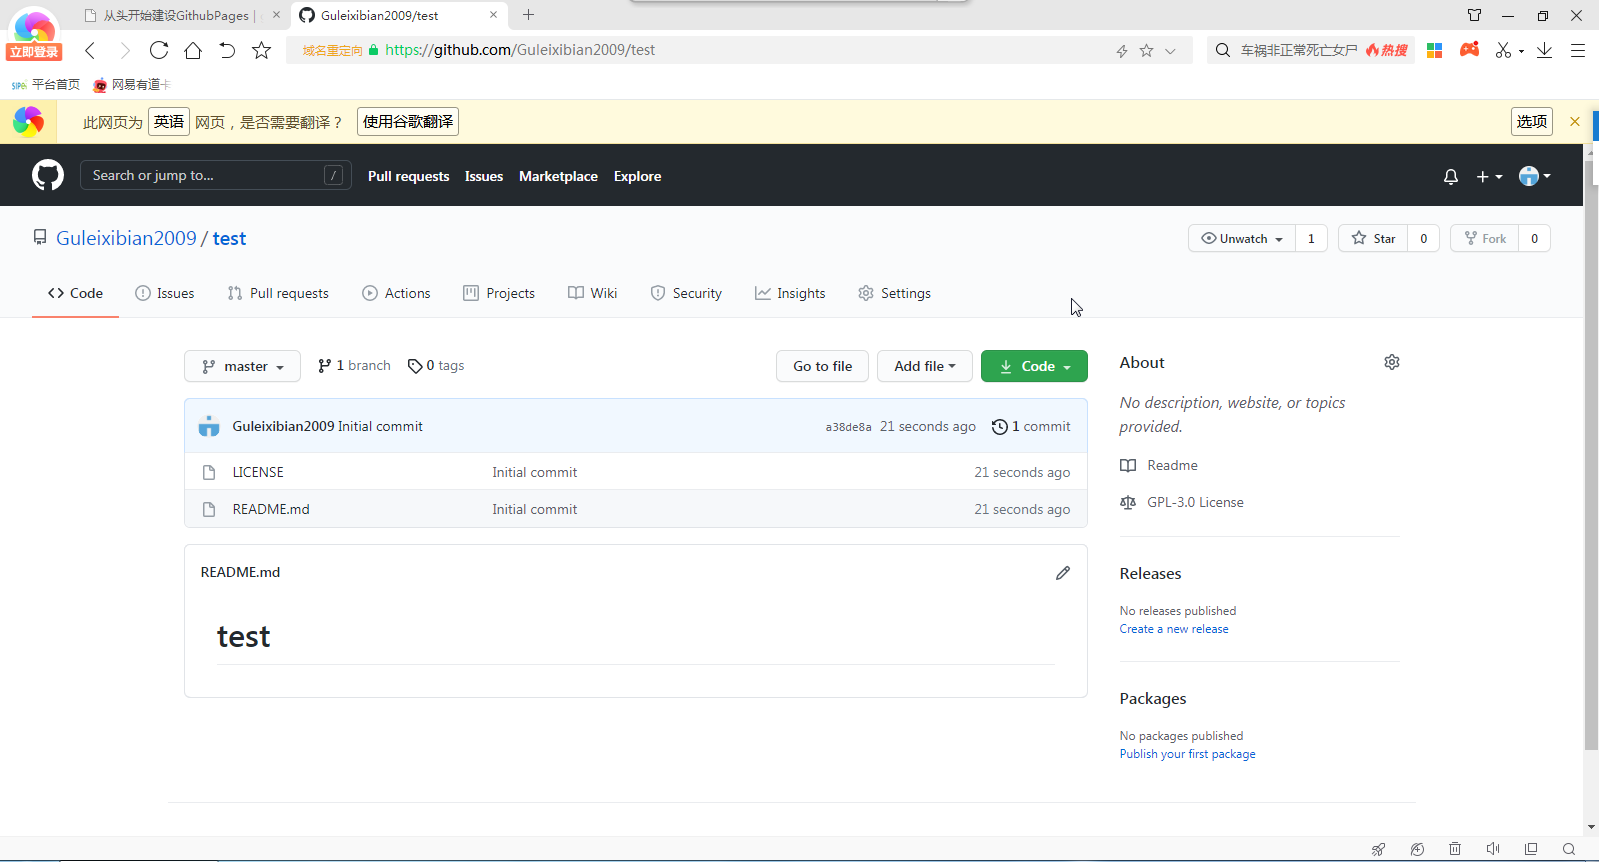 从头开始建设GithubPages |
Guleixibian2009/test
立即登录
域名重定向 https://github.com/Guleixibian2009/test
车祸非正常死亡女尸 热搜
平台首页 网易有道卡
此网页为 英语 网页，是否需要翻译？ 使用谷歌翻译 选项
Search or jump to... /
Pull requests Issues Marketplace Explore
Guleixibian2009 / test
Unwatch 1 Star 0 Fork 0
Code Issues Pull requests Actions Projects Wiki Security Insights Settings
master 1 branch 0 tags Go to file Add file Code
Guleixibian2009 Initial commit a38de8a 21 seconds ago 1 commit
LICENSE Initial commit 21 seconds ago
README.md Initial commit 21 seconds ago
README.md
test
About
No description, website, or topics
provided.
Readme
GPL-3.0 License
Releases
No releases published
Create a new release
Packages
No packages published
Publish your first package